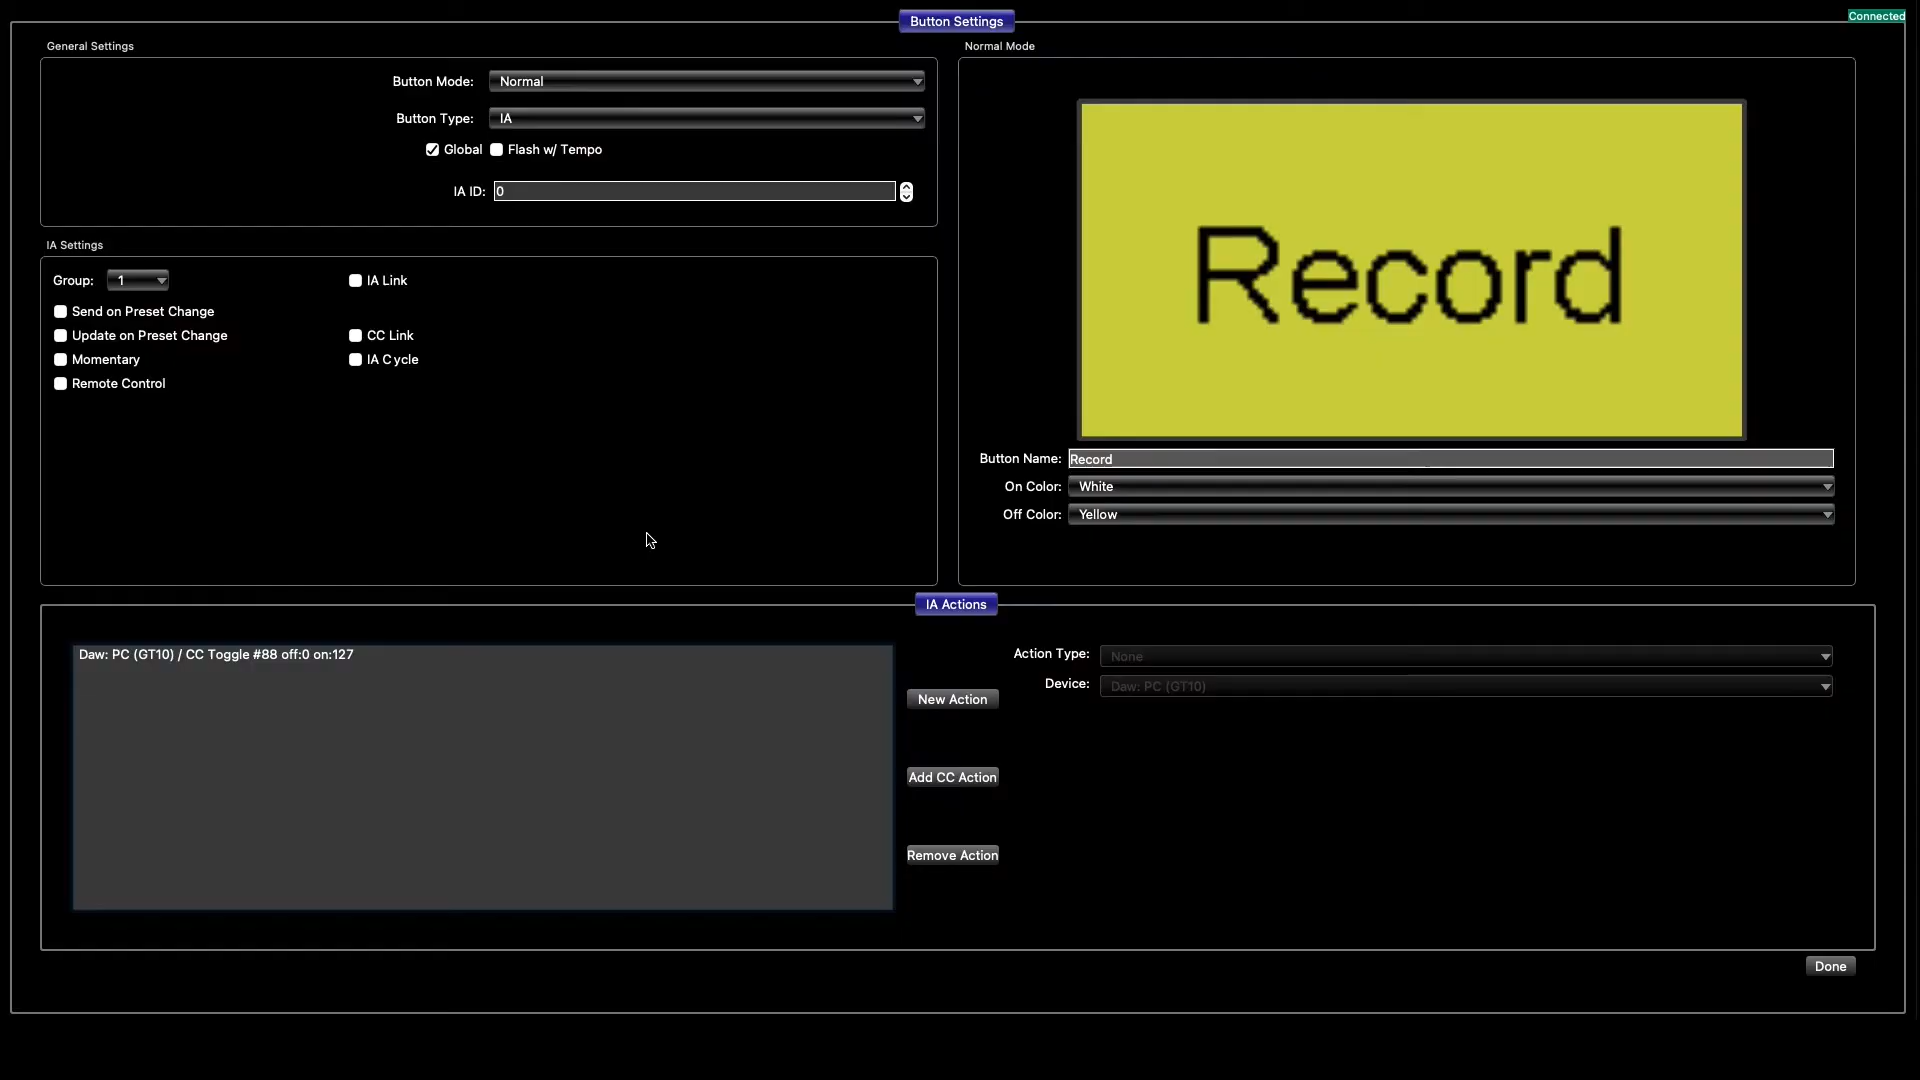 Button Settings
Connected
General Settings
Button Mode: Normal
Button Type: IA
Global Flash w/ Tempo
IA ID: 0
IA Settings
Group: 1 IA Link
Send on Preset Change
Update on Preset Change CC Link
Momentary IA Cycle
Remote Control
Normal Mode
Record
Button Name: Record
On Color: White
Off Color: Yellow
IA Actions
Daw: PC (GT10) / CC Toggle #88 off:0 on:127
New Action
Add CC Action
Remove Action
Action Type: None
Device: Daw: PC (GT10)
Done